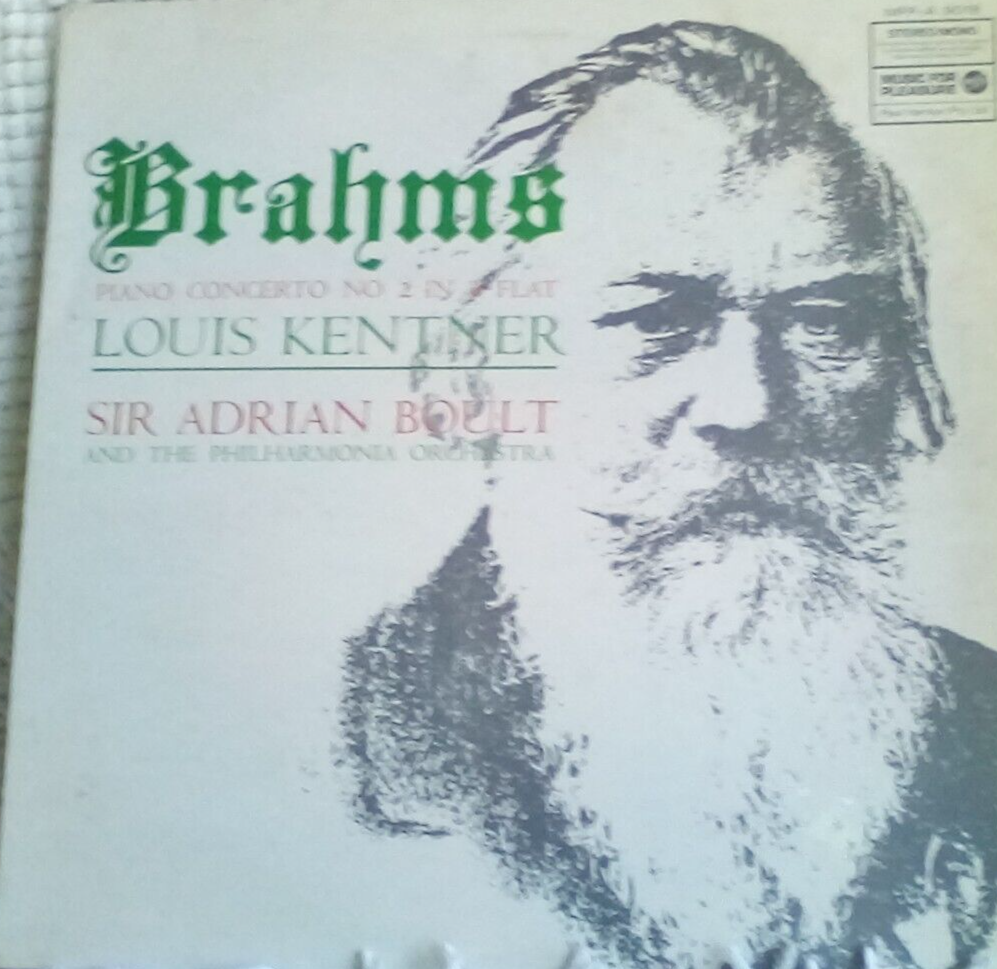 STEREO/MONO
MUSIC FOR
PLEASURE
Brahms
PIANO CONCERTO NO 2 IN B FLAT
LOUIS KENTNER
SIR ADRIAN BOULT
AND THE PHILHARMONIA ORCHESTRA